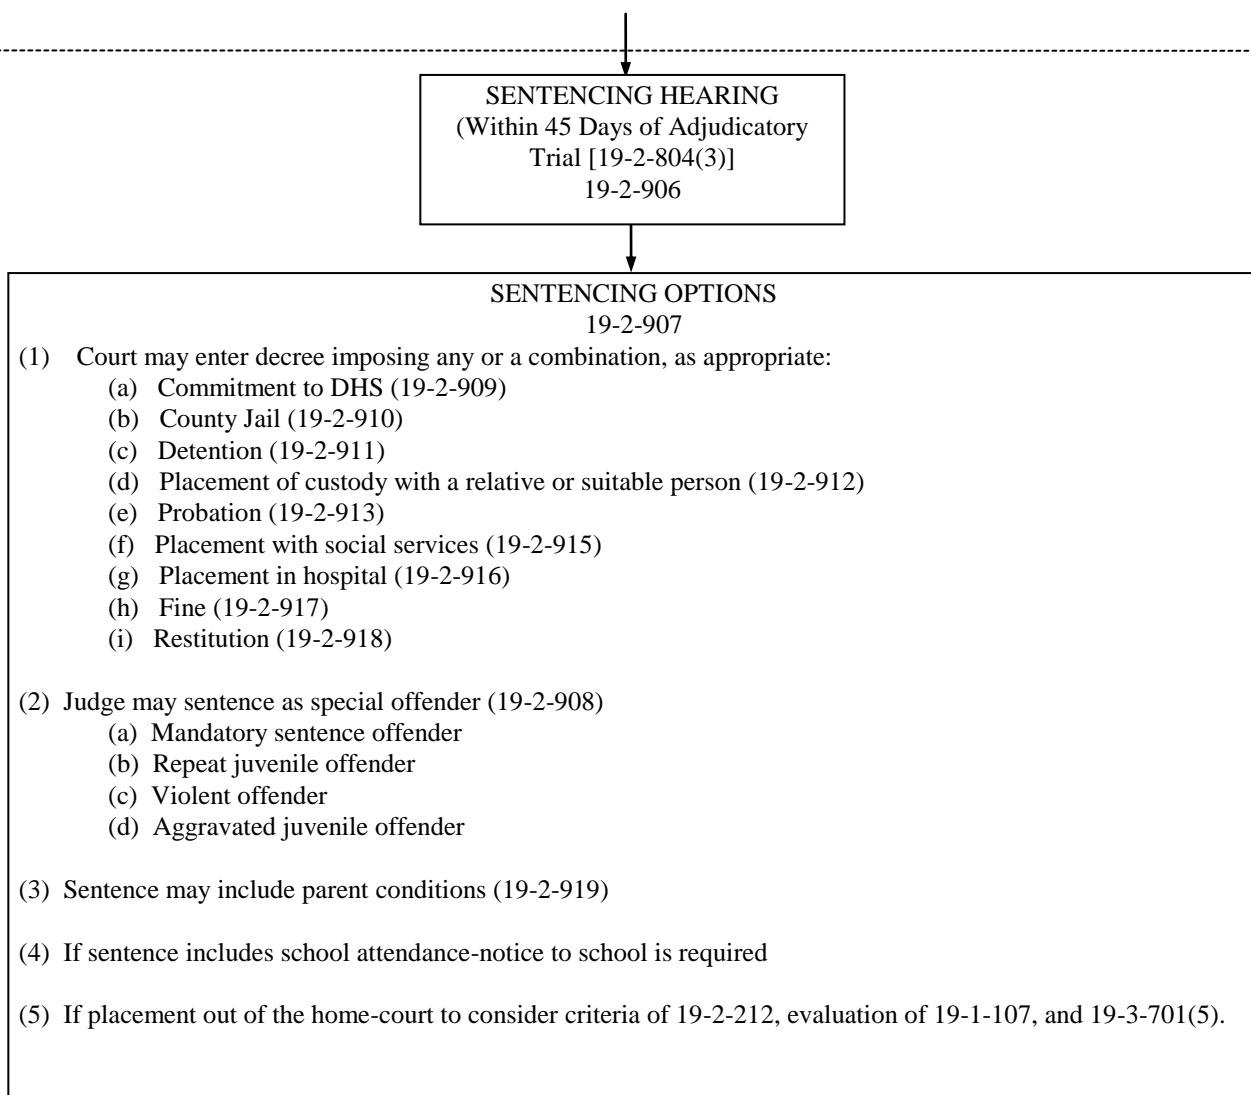 SENTENCING HEARING
(Within 45 Days of Adjudicatory
Trial [19-2-804(3)]
19-2-906
SENTENCING OPTIONS
19-2-907
(1) Court may enter decree imposing any or a combination, as appropriate:
(a) Commitment to DHS (19-2-909)
(b) County Jail (19-2-910)
(c) Detention (19-2-911)
(d) Placement of custody with a relative or suitable person (19-2-912)
(e) Probation (19-2-913)
(f) Placement with social services (19-2-915)
(g) Placement in hospital (19-2-916)
(h) Fine (19-2-917)
(i) Restitution (19-2-918)
(2) Judge may sentence as special offender (19-2-908)
(a) Mandatory sentence offender
(b) Repeat juvenile offender
(c) Violent offender
(d) Aggravated juvenile offender
(3) Sentence may include parent conditions (19-2-919)
(4) If sentence includes school attendance-notice to school is required
(5) If placement out of the home-court to consider criteria of 19-2-212, evaluation of 19-1-107, and 19-3-701(5).